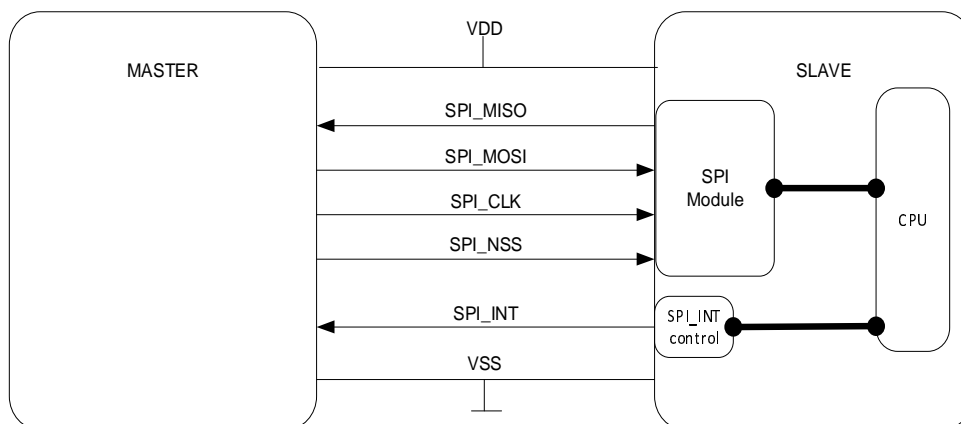 VDD
MASTER
SLAVE
SPI_MISO
SPI_MOSI
SPI
Module
SPI_CLK
CPU
SPI_NSS
SPI_INT
SPI_INT
control
VSS